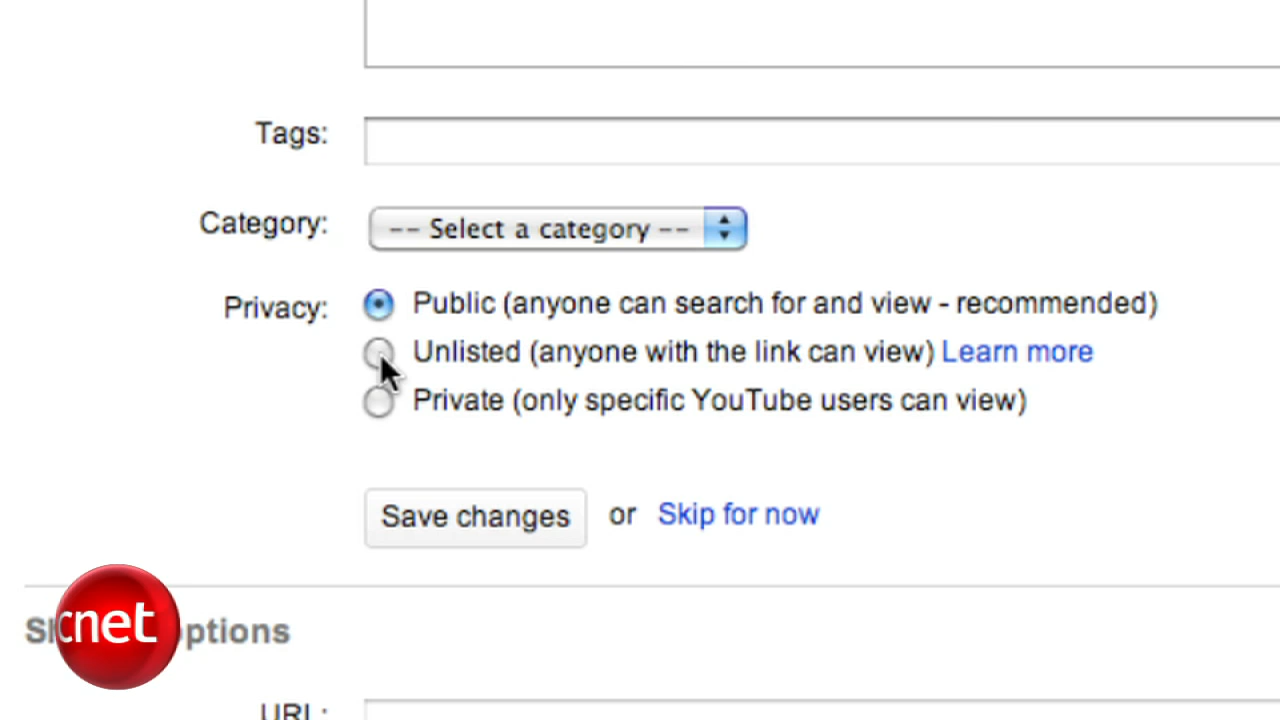 Tags:
Category: -- Select a category --
Privacy: Public (anyone can search for and view - recommended)
Unlisted (anyone with the link can view) Learn more
Private (only specific YouTube users can view)
Save changes or Skip for now
cnet
URL: